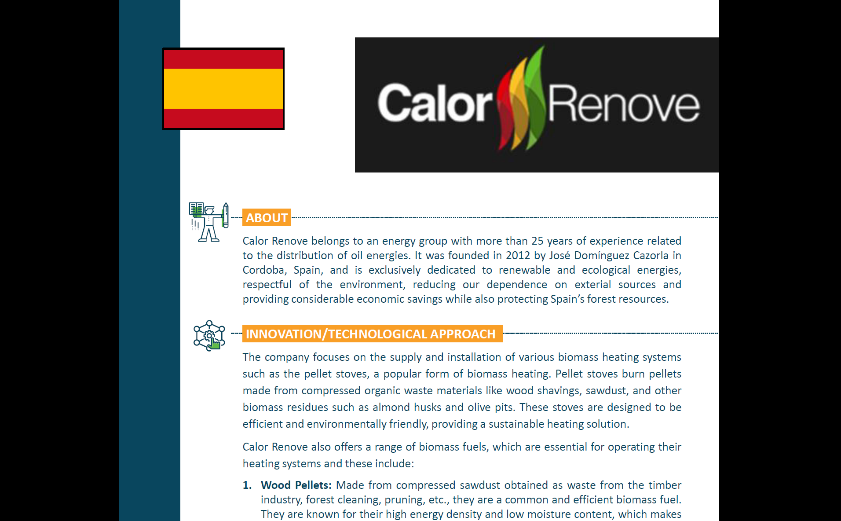 Calor Renove
ABOUT
Calor Renove belongs to an energy group with more than 25 years of experience related
to the distribution of oil energies. It was founded in 2012 by José Domínguez Cazorla in
Cordoba, Spain, and is exclusively dedicated to renewable and ecological energies,
respectful of the environment, reducing our dependence on exterial sources and
providing considerable economic savings while also protecting Spain's forest resources.
INNOVATION/TECHNOLOGICAL APPROACH
The company focuses on the supply and installation of various biomass heating systems
such as the pellet stoves, a popular form of biomass heating. Pellet stoves burn pellets
made from compressed organic waste materials like wood shavings, sawdust, and other
biomass residues such as almond husks and olive pits. These stoves are designed to be
efficient and environmentally friendly, providing a sustainable heating solution.
Calor Renove also offers a range of biomass fuels, which are essential for operating their
heating systems and these include:
1. Wood Pellets: Made from compressed sawdust obtained as waste from the timber
industry, forest cleaning, pruning, etc., they are a common and efficient biomass fuel.
They are known for their high energy density and low moisture content, which makes